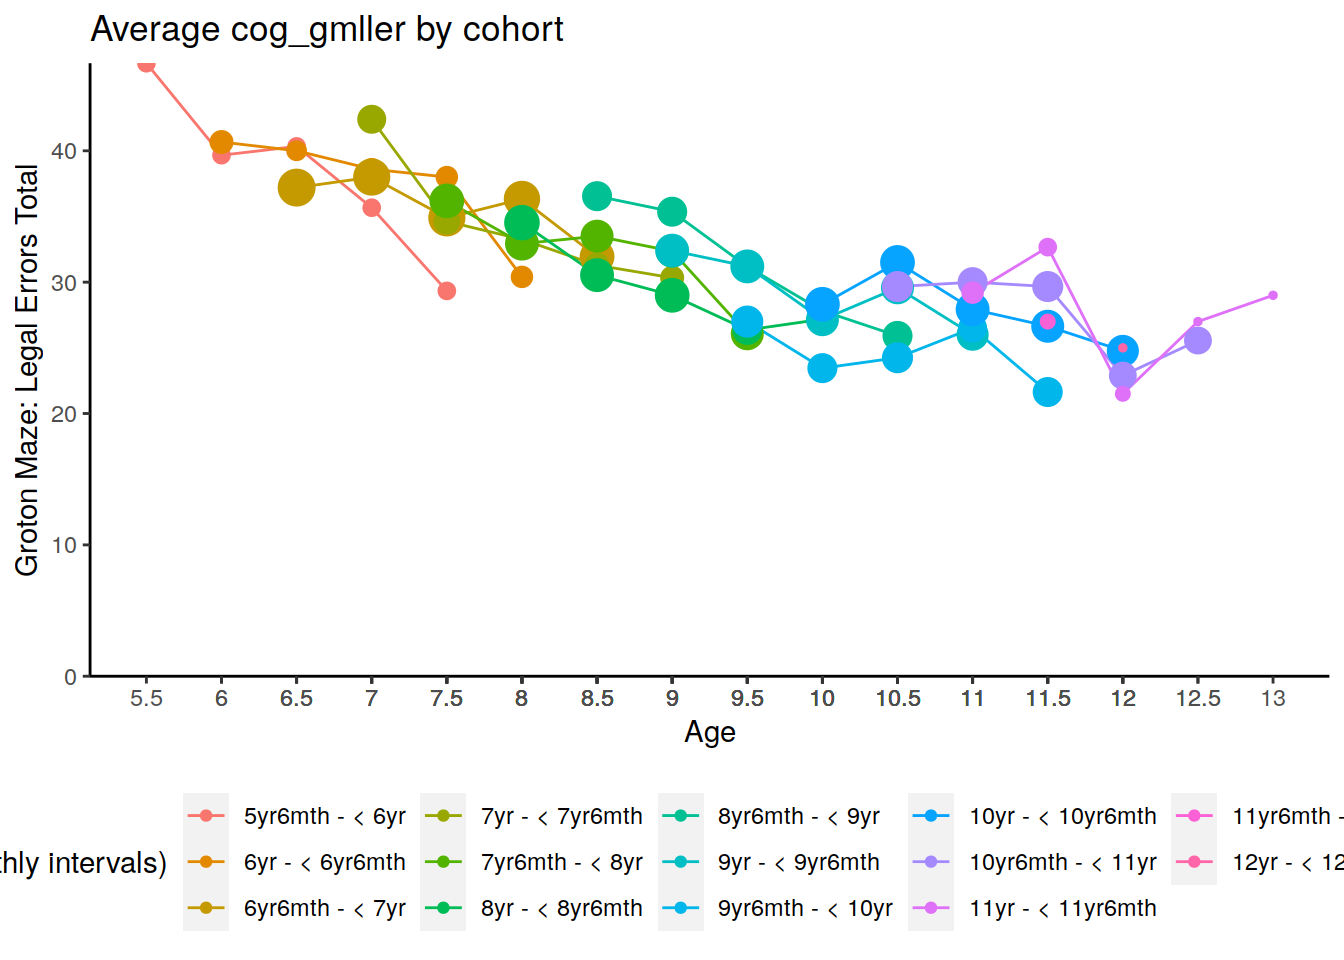 Average cog_gmller by cohort
Groton Maze: Legal Errors Total
40
30
20
10
0
5.5 6 6.5 7 7.5 8 8.5 9 9.5 10 10.5 11 11.5 12 12.5 13
Age
thly intervals)
5yr6mth - < 6yr 7yr - < 7yr6mth 8yr6mth - < 9yr 10yr - < 10yr6mth 11yr6mth -
6yr - < 6yr6mth 7yr6mth - < 8yr 9yr - < 9yr6mth 10yr6mth - < 11yr 12yr - < 12
6yr6mth - < 7yr 8yr - < 8yr6mth 9yr6mth - < 10yr 11yr - < 11yr6mth